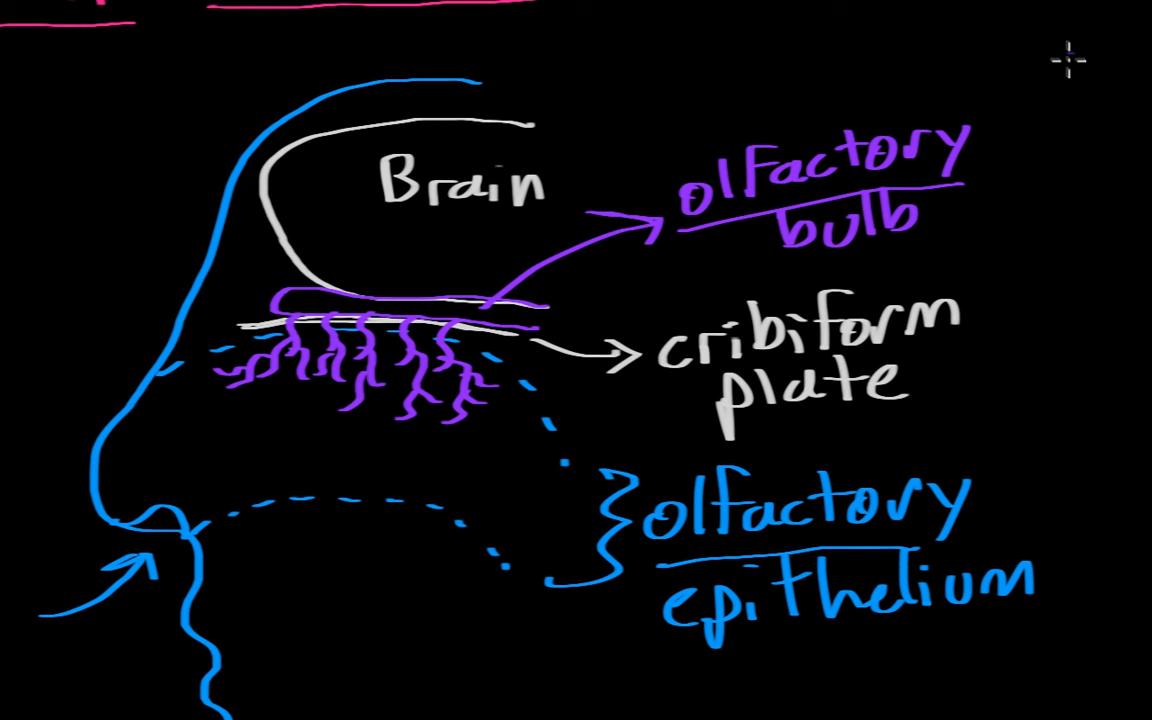 Brain
olfactory
bulb
cribiform
plate
olfactory
epithelium